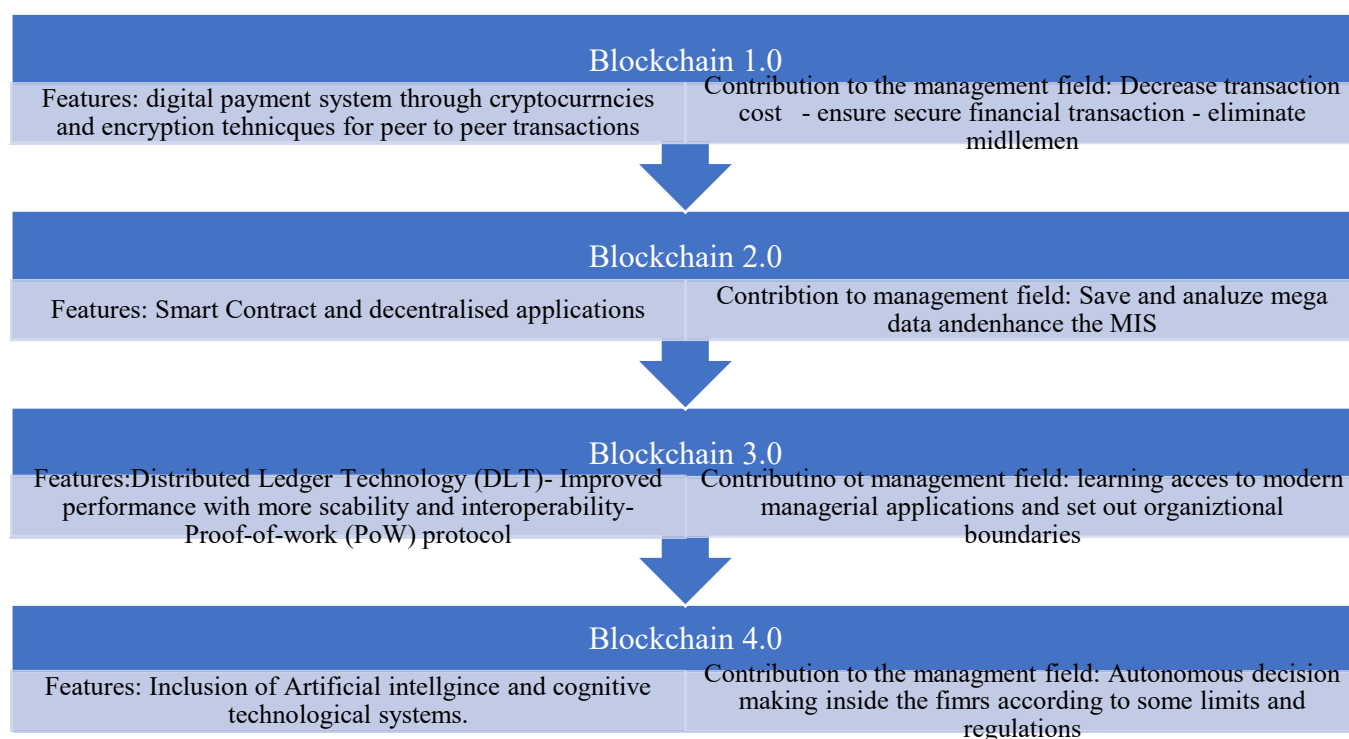 Blockchain 1.0
Features: digital payment system through cryptocurrncies
and encryption tehnicques for peer to peer transactions
Contribution to the management field: Decrease transaction
cost - ensure secure financial transaction - eliminate
midllemen
Blockchain 2.0
Features: Smart Contract and decentralised applications
Contribtion to management field: Save and analuze mega
data andenhance the MIS
Blockchain 3.0
Features:Distributed Ledger Technology (DLT)- Improved
performance with more scability and interoperability-
Proof-of-work (PoW) protocol
Contributino ot management field: learning acces to modern
managerial applications and set out organiztional
boundaries
Blockchain 4.0
Features: Inclusion of Artificial intellgince and cognitive
technological systems.
Contribution to the managment field: Autonomous decision
making inside the fimrs according to some limits and
regulations